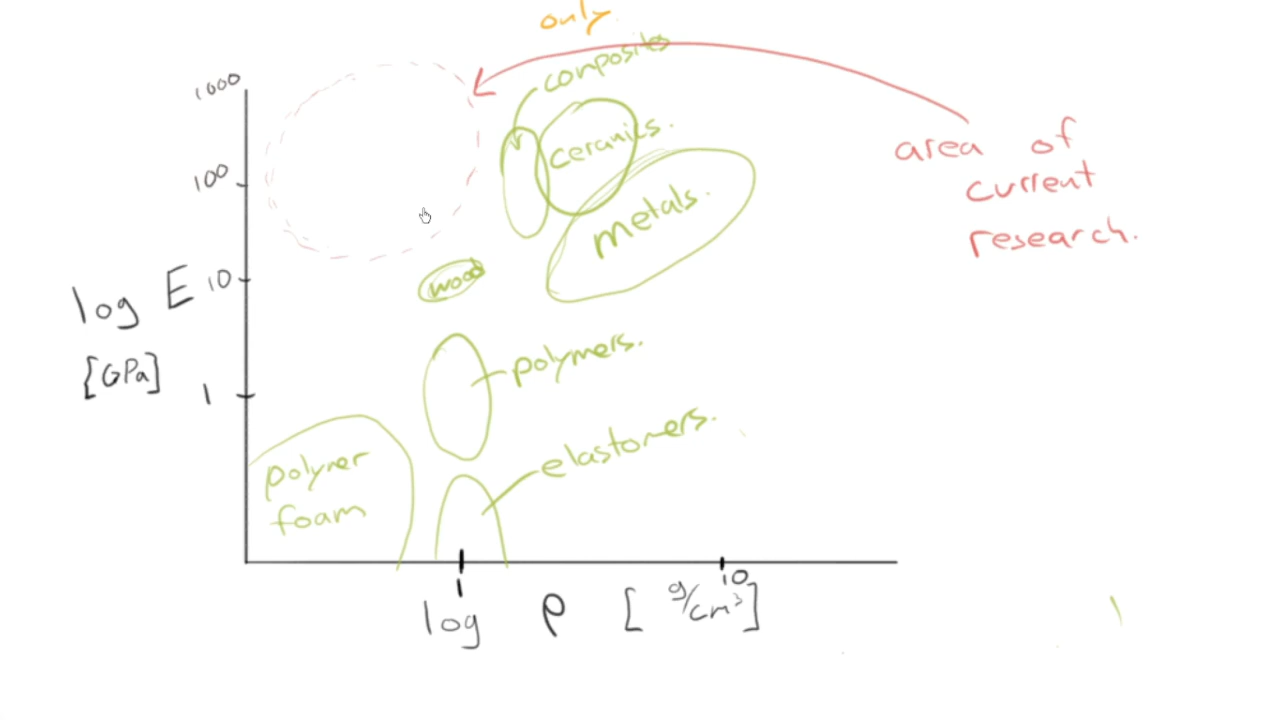 only
composites
1000
ceramics.
area of
current
research.
100
metals.
wood
log E 10
[GPa]
polymers.
1
elastomers.
polymer
foam
1
10
log ρ [g/cm³]